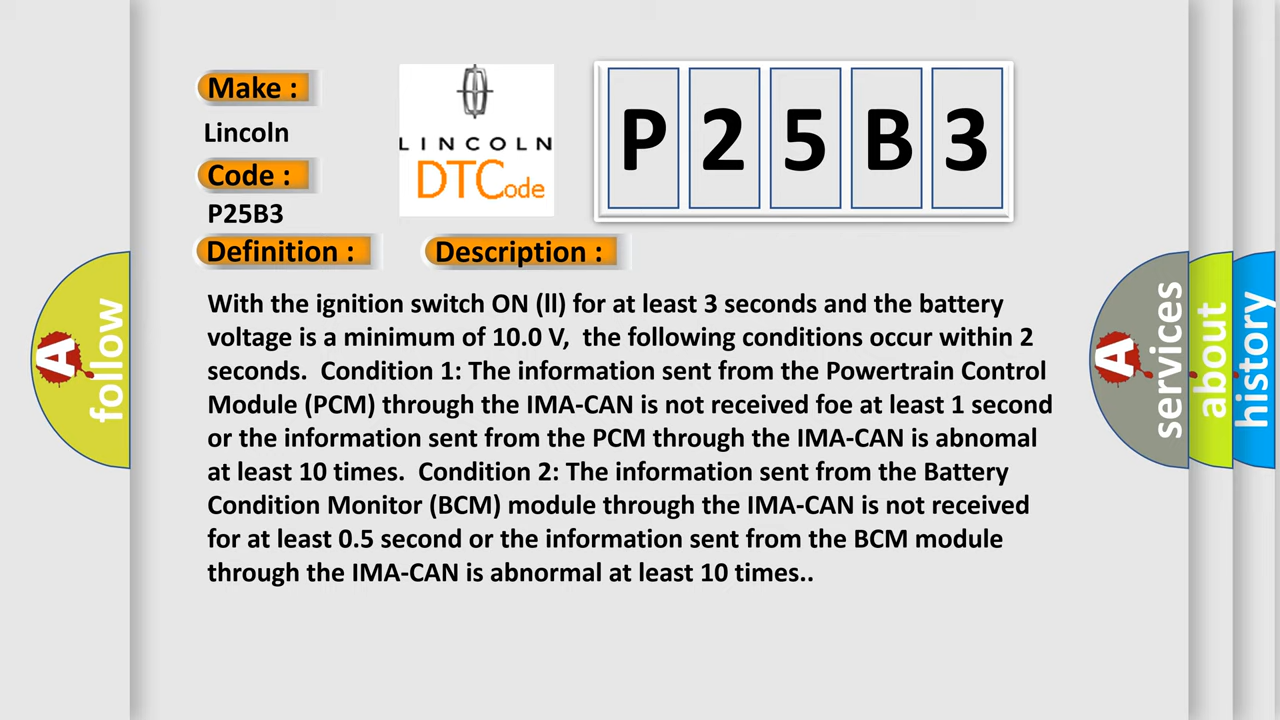 Make :
Lincoln
Code :
P25B3
LINCOLN
DTCode
P25B3
Definition :
Description :
With the ignition switch ON (ll) for at least 3 seconds and the battery
voltage is a minimum of 10.0 V,  the following conditions occur within 2
seconds.  Condition 1: The information sent from the Powertrain Control
Module (PCM) through the IMA-CAN is not received foe at least 1 second
or the information sent from the PCM through the IMA-CAN is abnomal
at least 10 times.  Condition 2: The information sent from the Battery
Condition Monitor (BCM) module through the IMA-CAN is not received
for at least 0.5 second or the information sent from the BCM module
through the IMA-CAN is abnormal at least 10 times..
A
follow
A
services
about
history